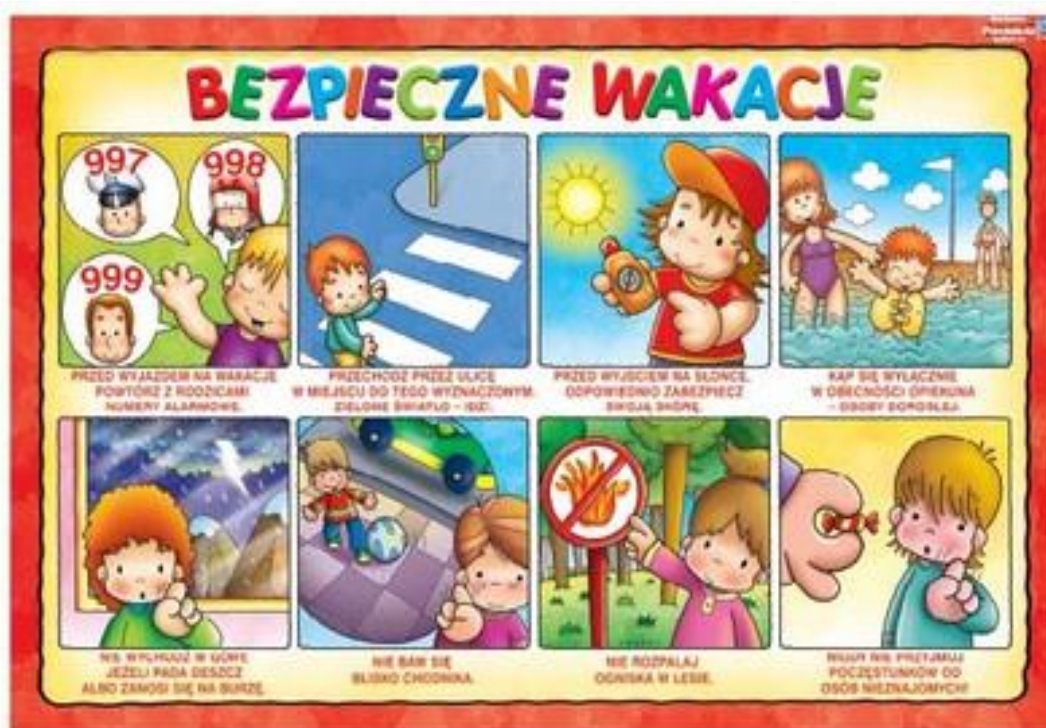 BEZPIECZNE WAKACJE
997
998
999
PRZED WYJAZDEM NA WAKACJE
POWTÓRZ Z RODZICAMI
NUMERY ALARMOWE.
PRZECHODŹ PRZEZ ULICĘ
W MIEJSCU DO TEGO WYZNACZONYM.
ZIELONE ŚWIATŁO – IDŹ!
PRZED WYJŚCIEM NA SŁOŃCE,
ODPOWIEDNIO ZABEZPIECZ
SWOJĄ SKÓRĘ.
KĄP SIĘ WYŁĄCZNIE
W OBECNOŚCI OPIEKUNA
– OSOBY DOROSŁEJ.
NIE WYCHODŹ W GÓRY
JEŻELI PADA DESZCZ
ALBO ZANOSI SIĘ NA BURZĘ.
NIE BAW SIĘ
BLISKO CHODNIKA.
NIE ROZPALAJ
OGNISKA W LESIE.
NIGDY NIE PRZYJMUJ
POCZĘSTUNKÓW OD
OSÓB NIEZNAJOMYCH!